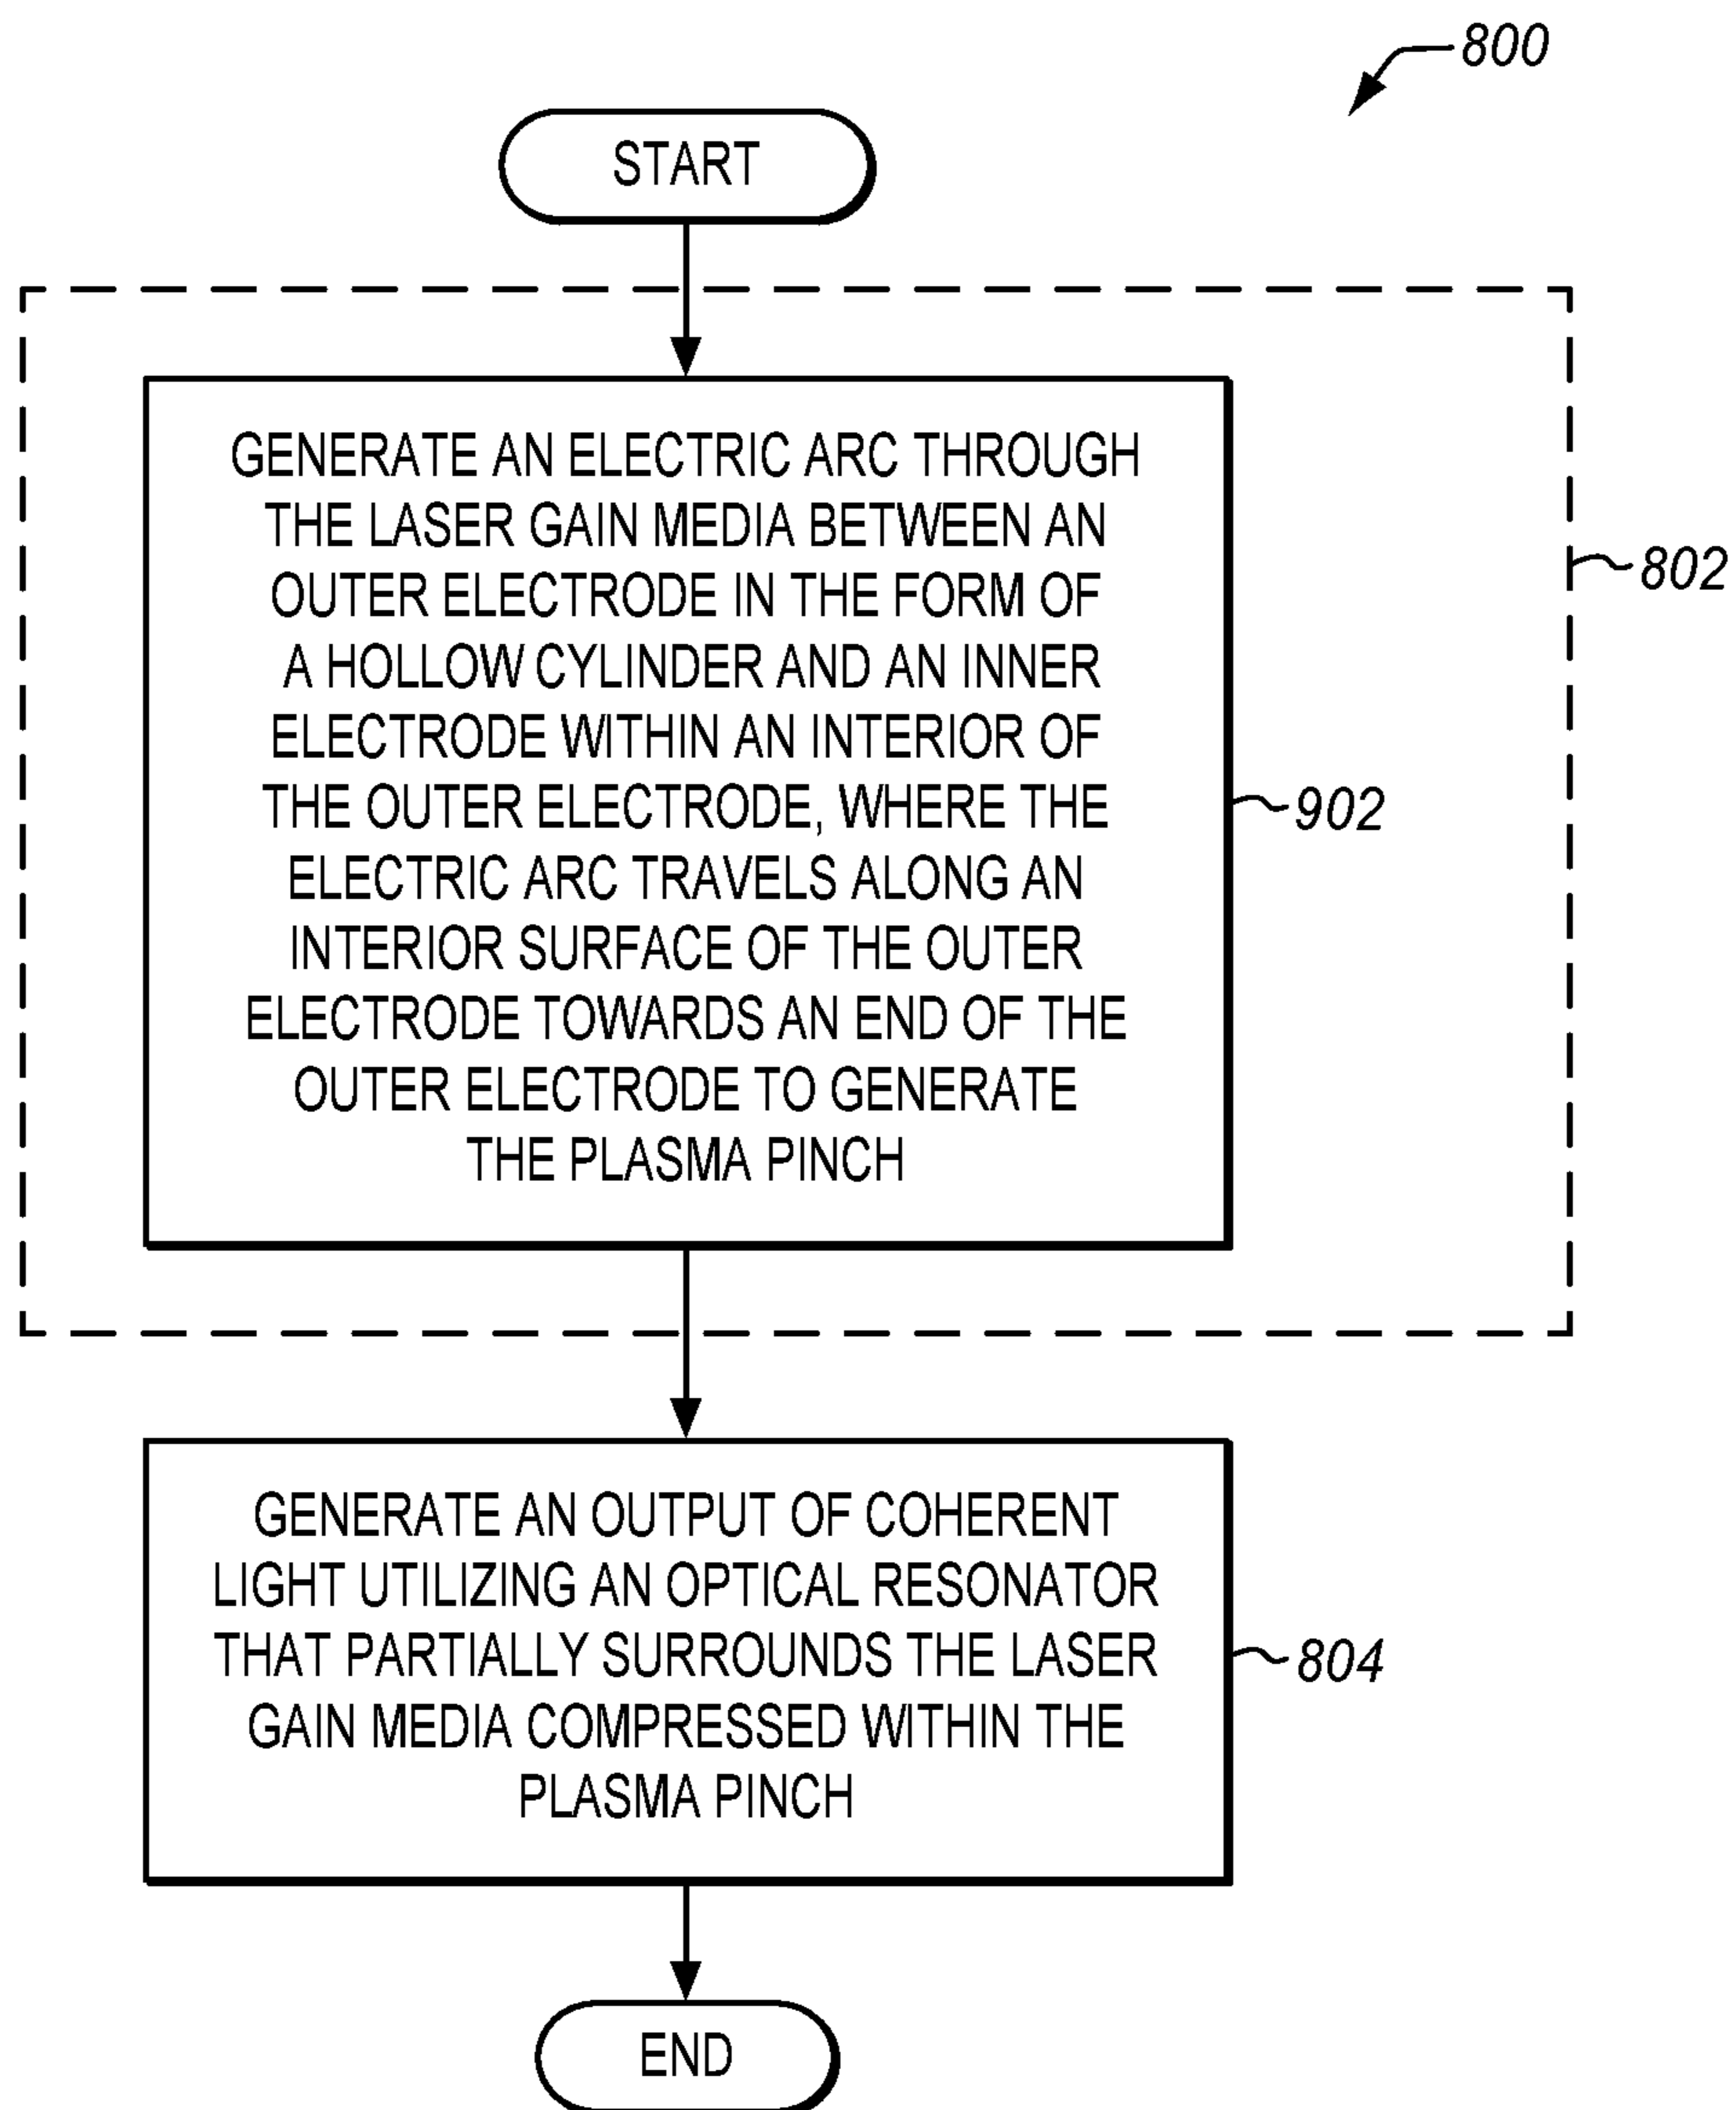 800
START
GENERATE AN ELECTRIC ARC THROUGH
THE LASER GAIN MEDIA BETWEEN AN
OUTER ELECTRODE IN THE FORM OF
A HOLLOW CYLINDER AND AN INNER
ELECTRODE WITHIN AN INTERIOR OF
THE OUTER ELECTRODE, WHERE THE
ELECTRIC ARC TRAVELS ALONG AN
INTERIOR SURFACE OF THE OUTER
ELECTRODE TOWARDS AN END OF THE
OUTER ELECTRODE TO GENERATE
THE PLASMA PINCH
802
902
GENERATE AN OUTPUT OF COHERENT
LIGHT UTILIZING AN OPTICAL RESONATOR
THAT PARTIALLY SURROUNDS THE LASER
GAIN MEDIA COMPRESSED WITHIN THE
PLASMA PINCH
804
END